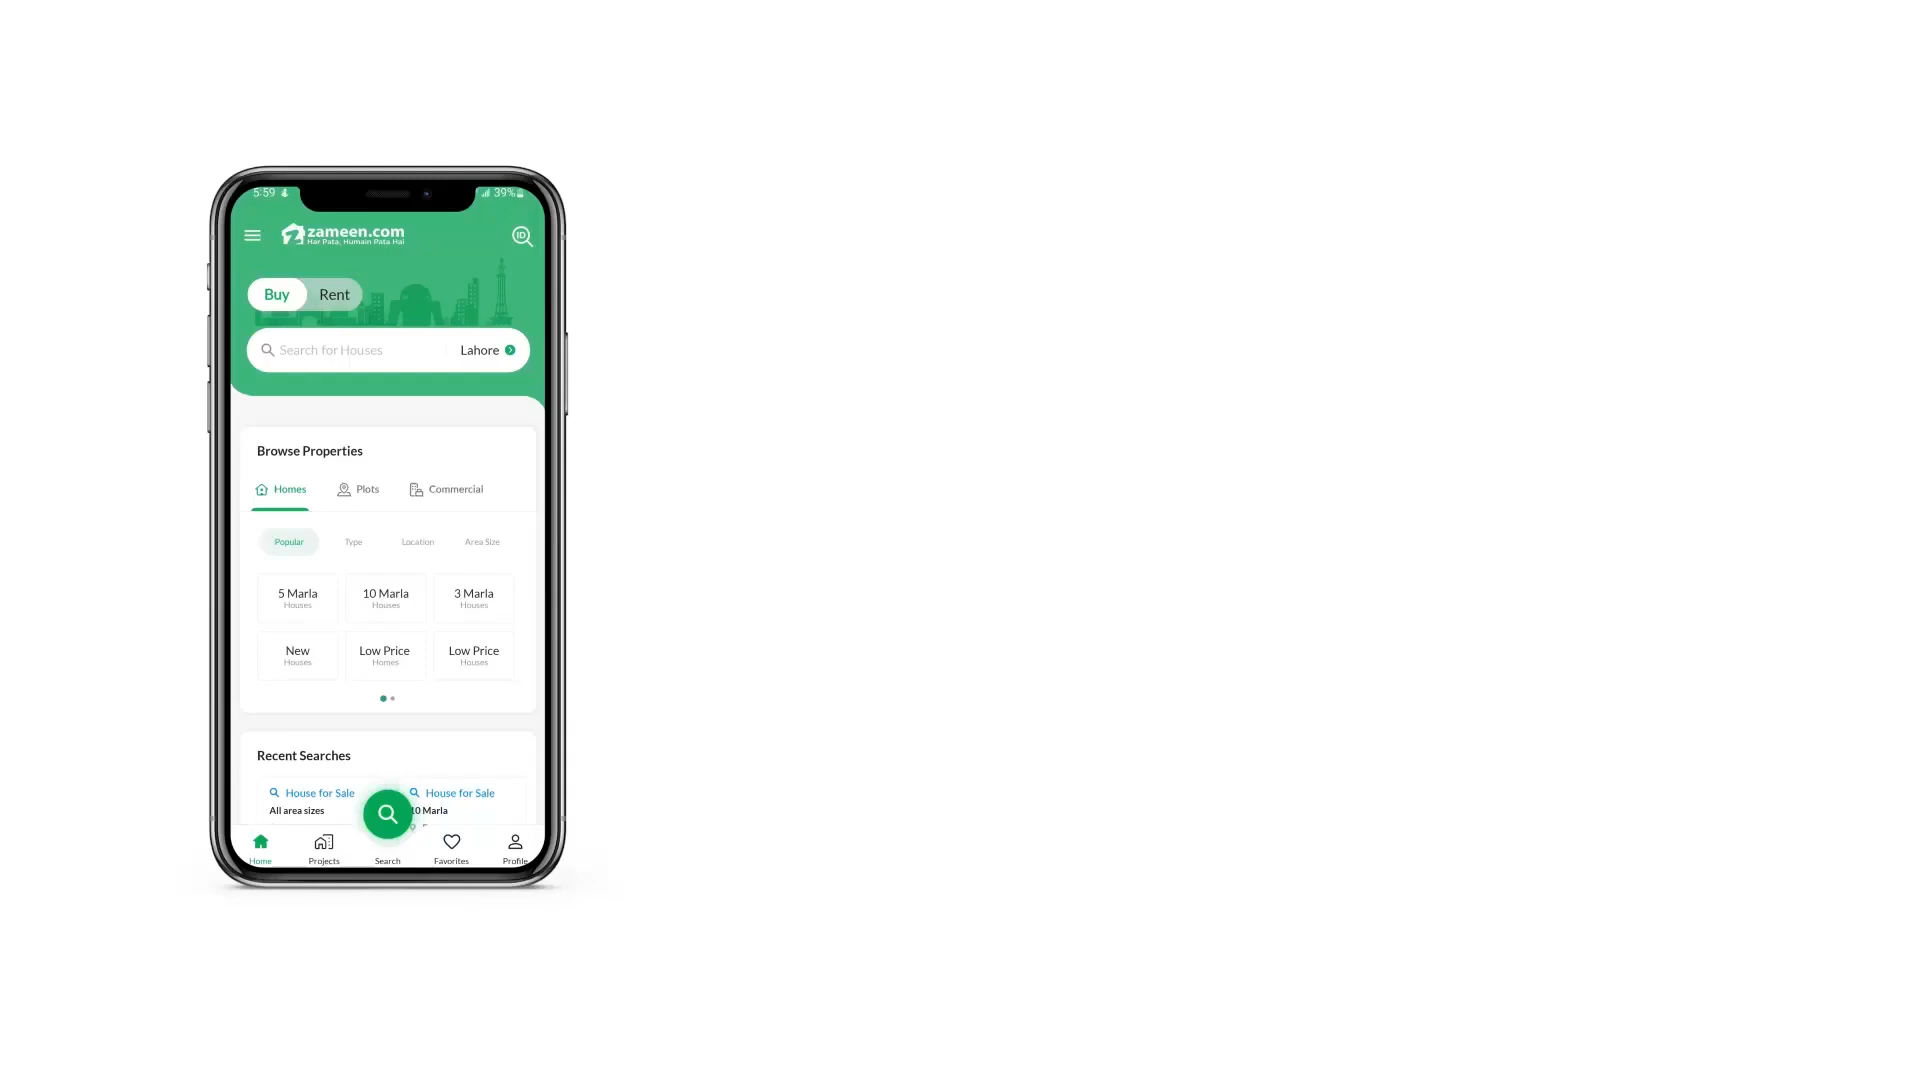 5:59
39%
zameen.com
Har Pata, Humain Pata Hai
ID
Buy Rent
Search for Houses Lahore
Browse Properties
Homes Plots Commercial
Popular Type Location Area Size
5 Marla 10 Marla 3 Marla
Houses Houses Houses
New Low Price Low Price
Houses Homes Houses
Recent Searches
House for Sale House for Sale
All area sizes 10 Marla
Home Projects Search Favorites Profile